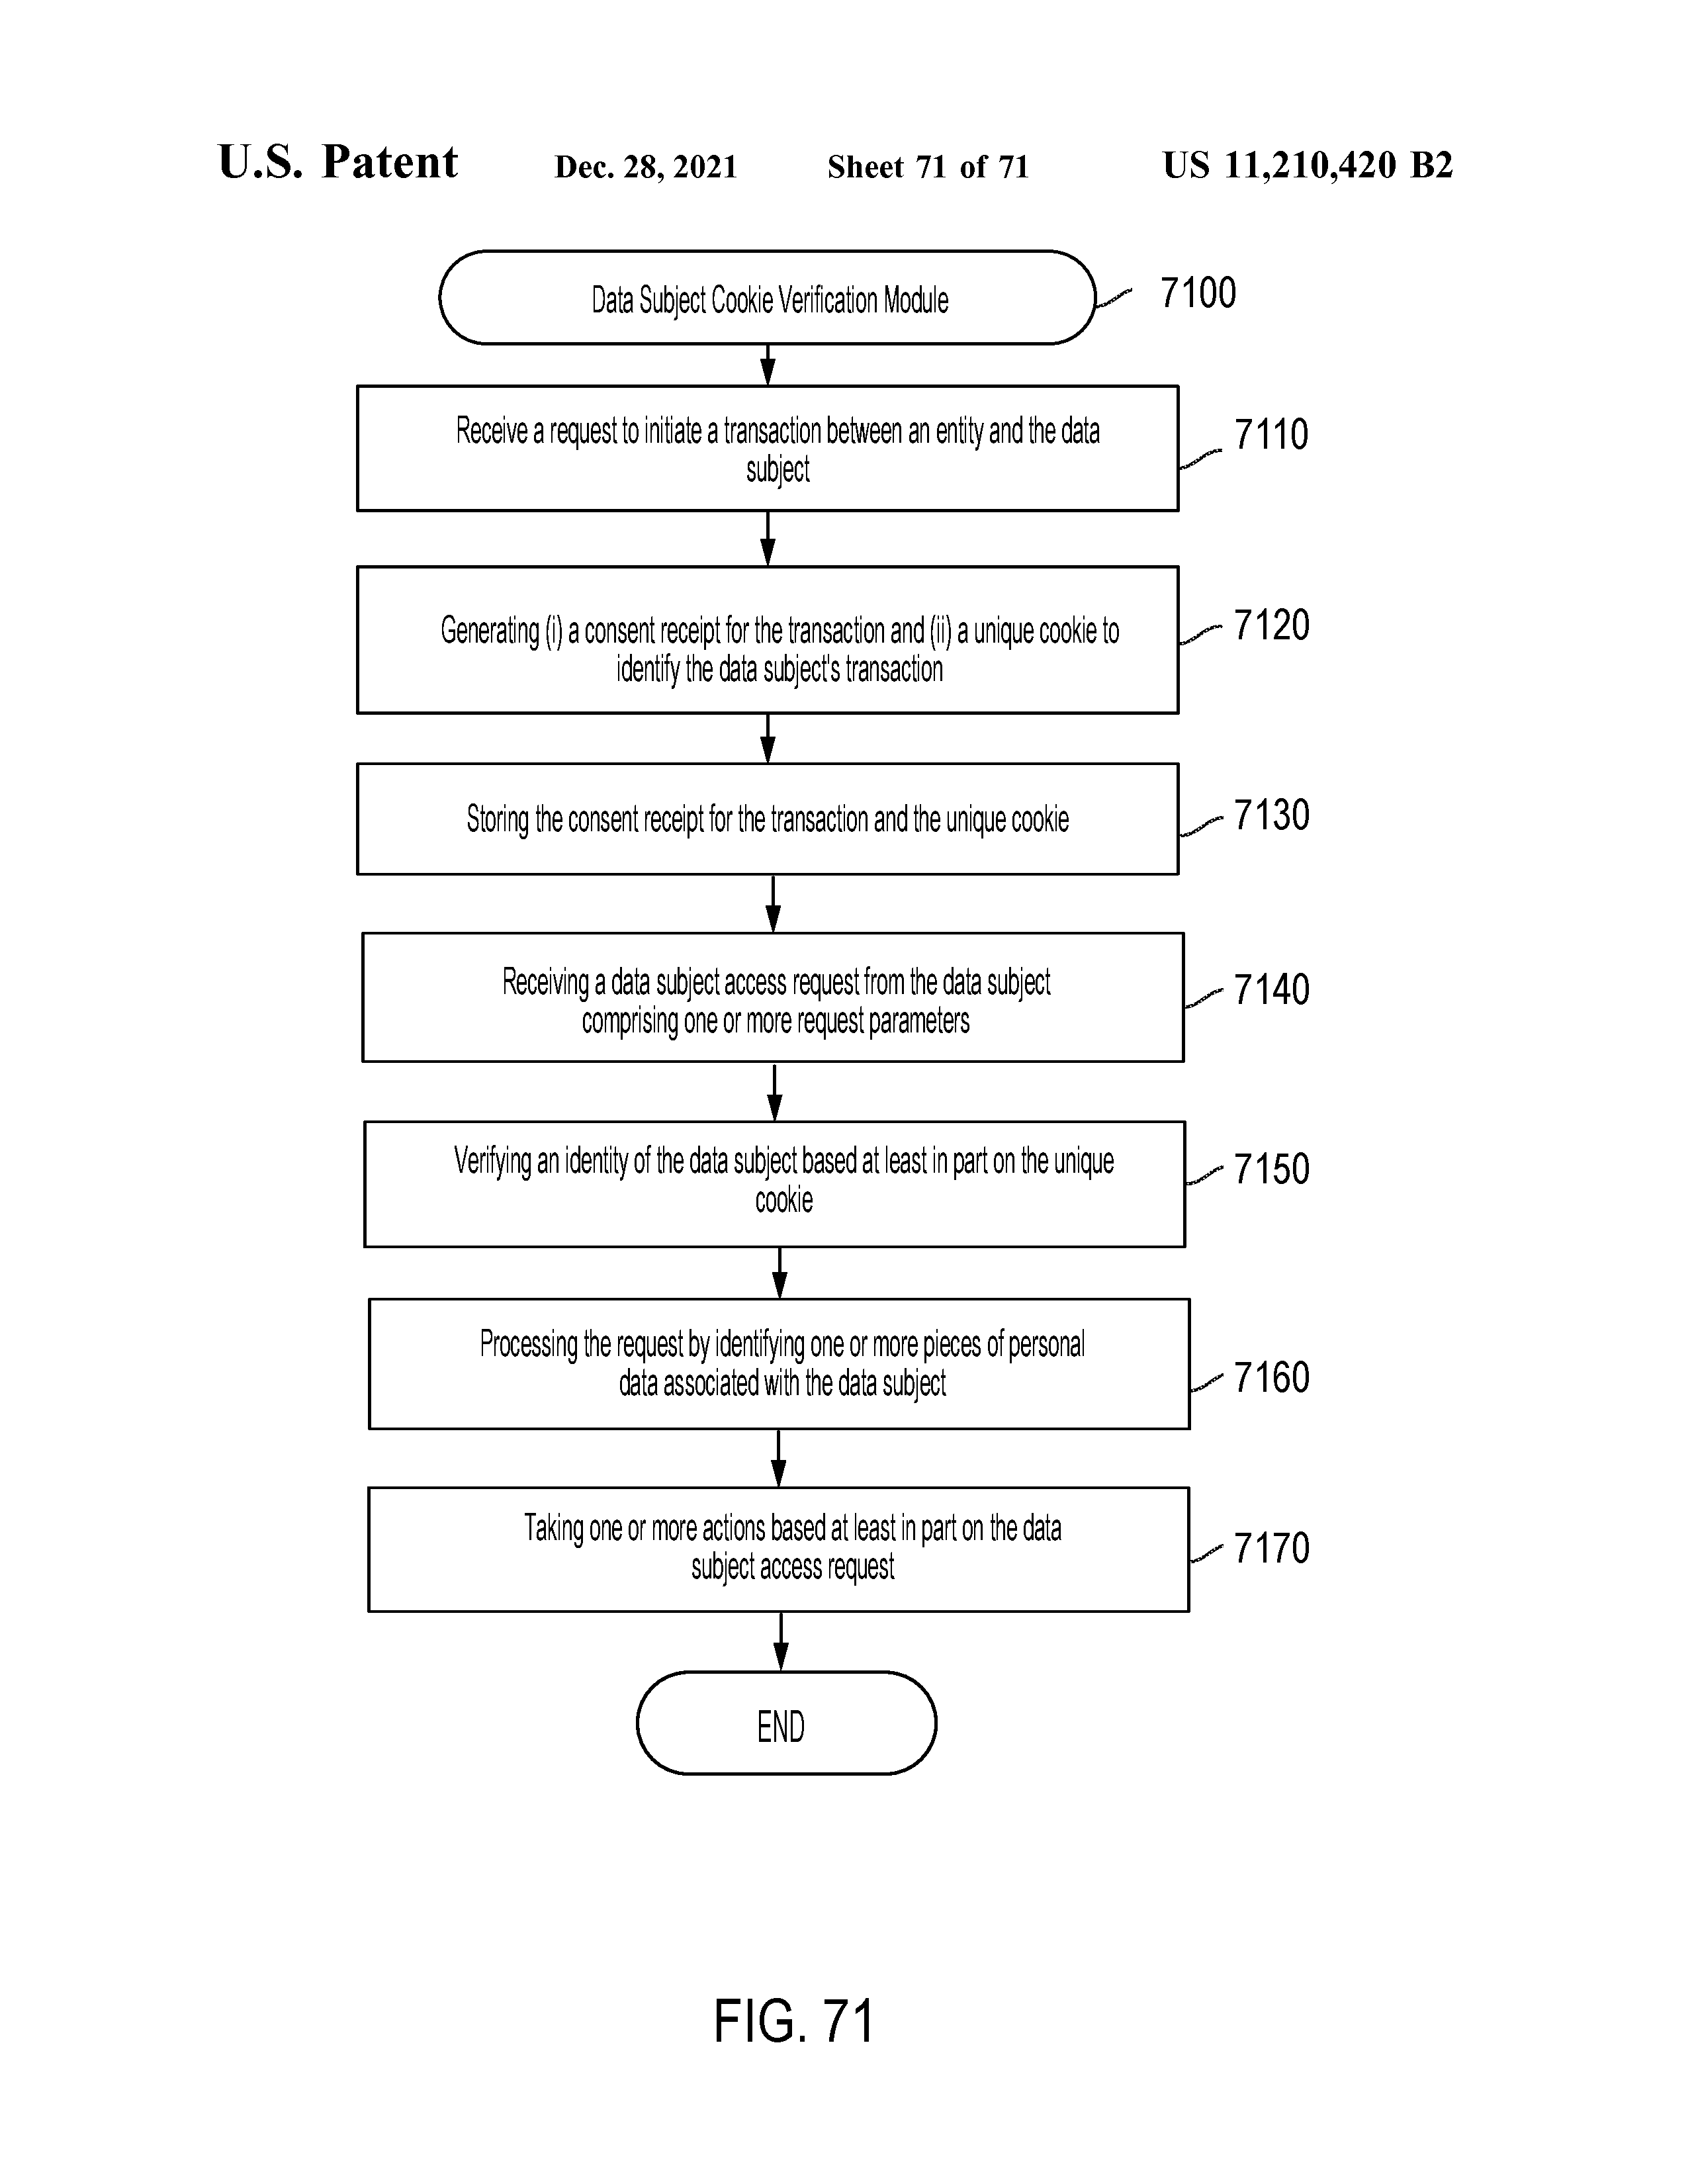 U.S. Patent Dec. 28, 2021 Sheet 71 of 71 US 11,210,420 B2
Data Subject Cookie Verification Module
7100
Receive a request to initiate a transaction between an entity and the data
subject
7110
Generating (i) a consent receipt for the transaction and (ii) a unique cookie to
identify the data subject's transaction
7120
Storing the consent receipt for the transaction and the unique cookie
7130
Receiving a data subject access request from the data subject
comprising one or more request parameters
7140
Verifying an identity of the data subject based at least in part on the unique
cookie
7150
Processing the request by identifying one or more pieces of personal
data associated with the data subject
7160
Taking one or more actions based at least in part on the data
subject access request
7170
END
FIG. 71